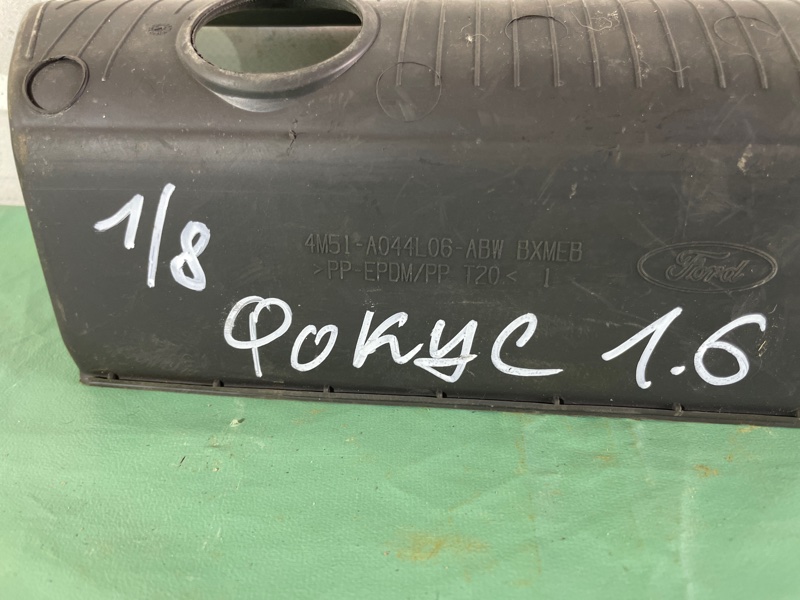 4M51-A044L06-ABW BXMEB
>PP-EPDM/PP T20< 1
Ford
1/8
ФОКУС 1.6